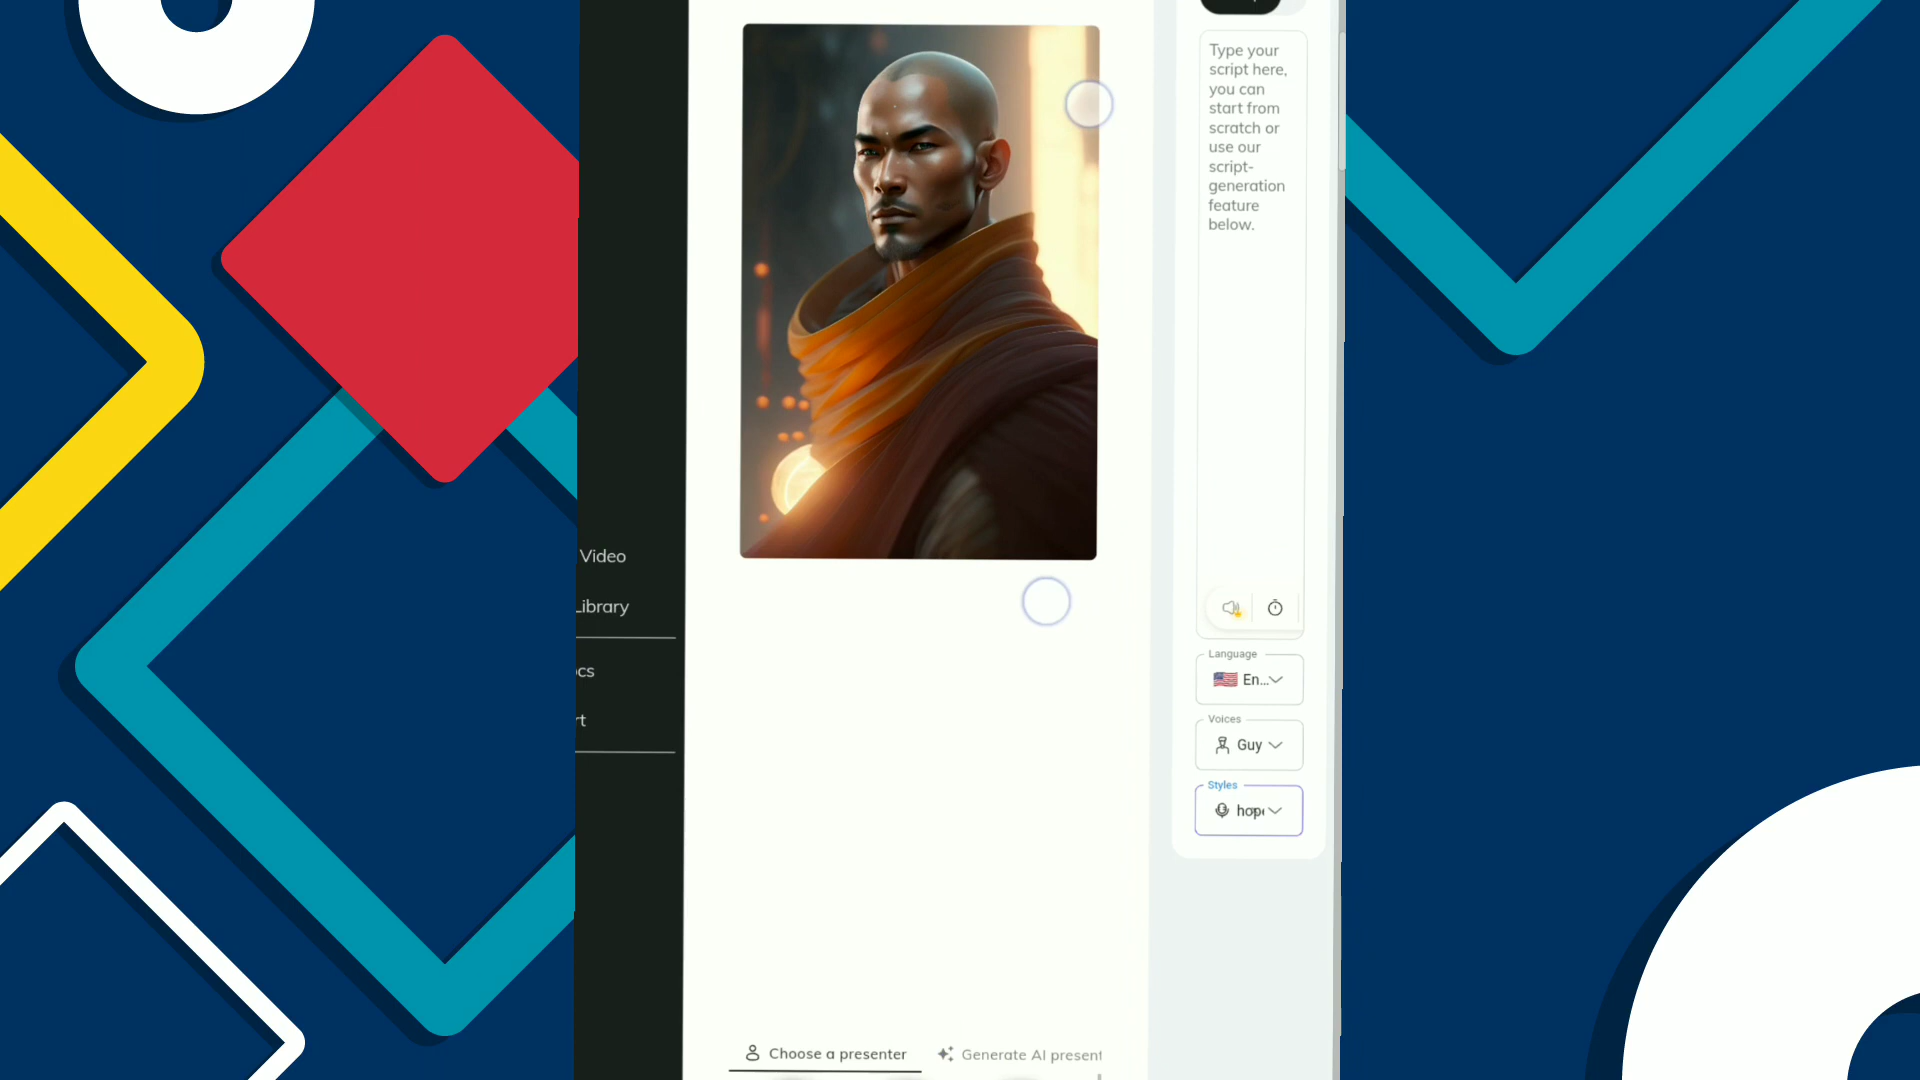 Type your
script here,
you can
start from
scratch or
use our
script-
generation
feature
below.
Video
Library
Language
En...
Voices
Guy
Styles
Choose a presenter
Generate AI